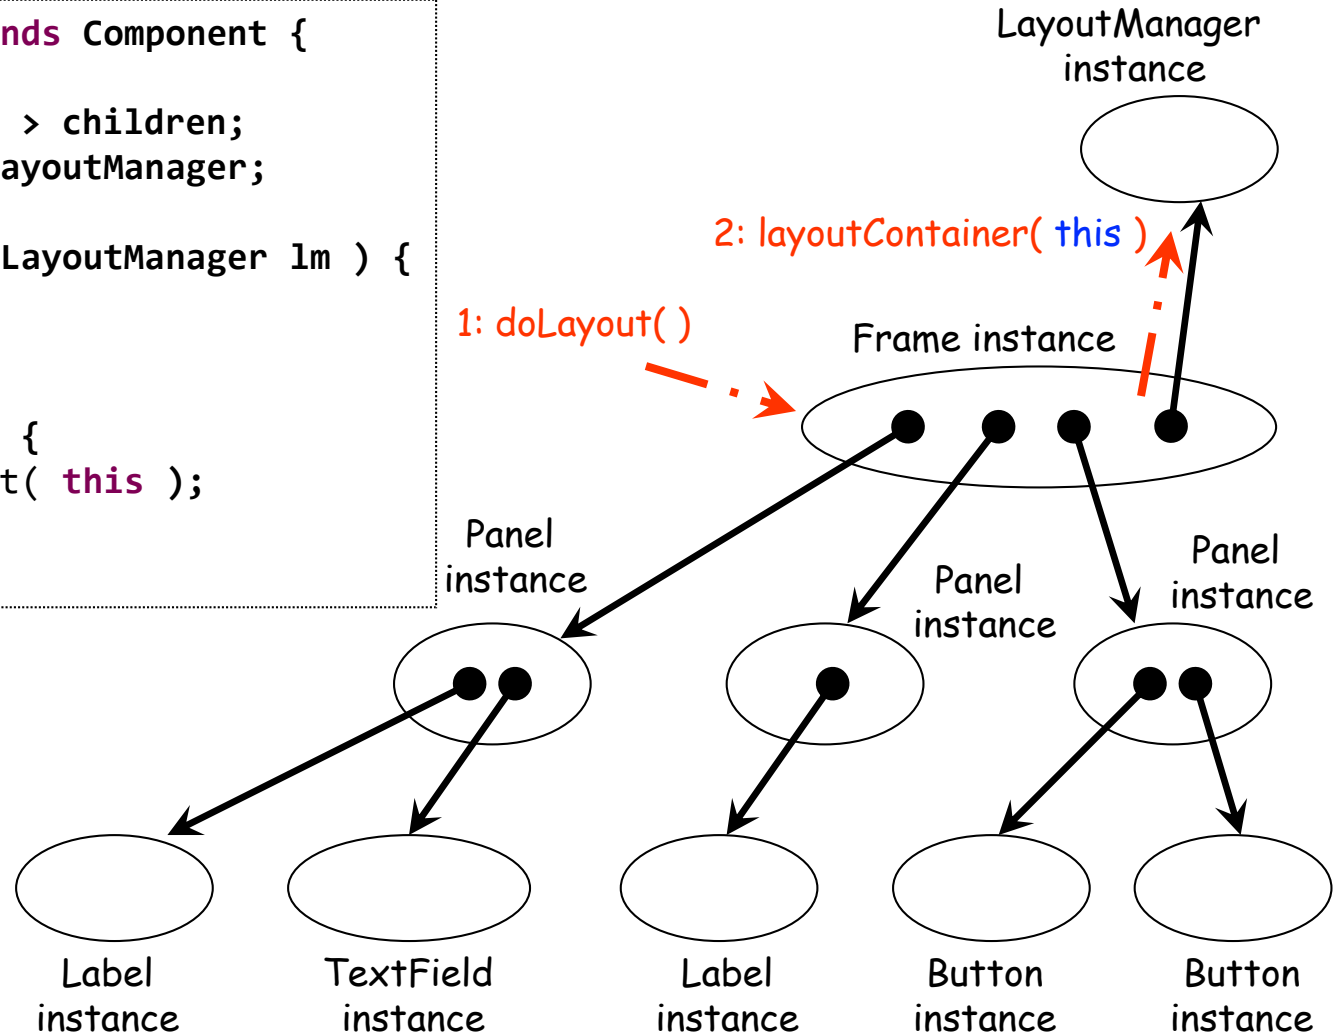 nds Component {
> children;
ayoutManager;
LayoutManager lm ) {
{
t( this );
LayoutManager
instance
2: layoutContainer( this )
1: doLayout( )
Frame instance
Panel
instance
Panel
instance
Panel
instance
Label
instance
TextField
instance
Label
instance
Button
instance
Button
instance